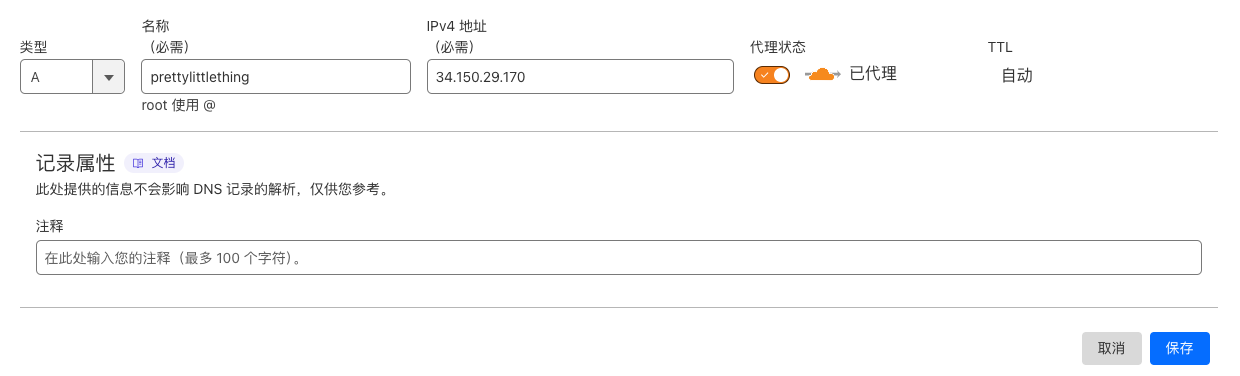 类型
名称
（必需）
IPv4 地址
（必需）
代理状态
TTL
A
prettylittlething
34.150.29.170
已代理
自动
root 使用 @
记录属性
文档
此处提供的信息不会影响 DNS 记录的解析，仅供您参考。
注释
在此处输入您的注释（最多 100 个字符）。
取消
保存